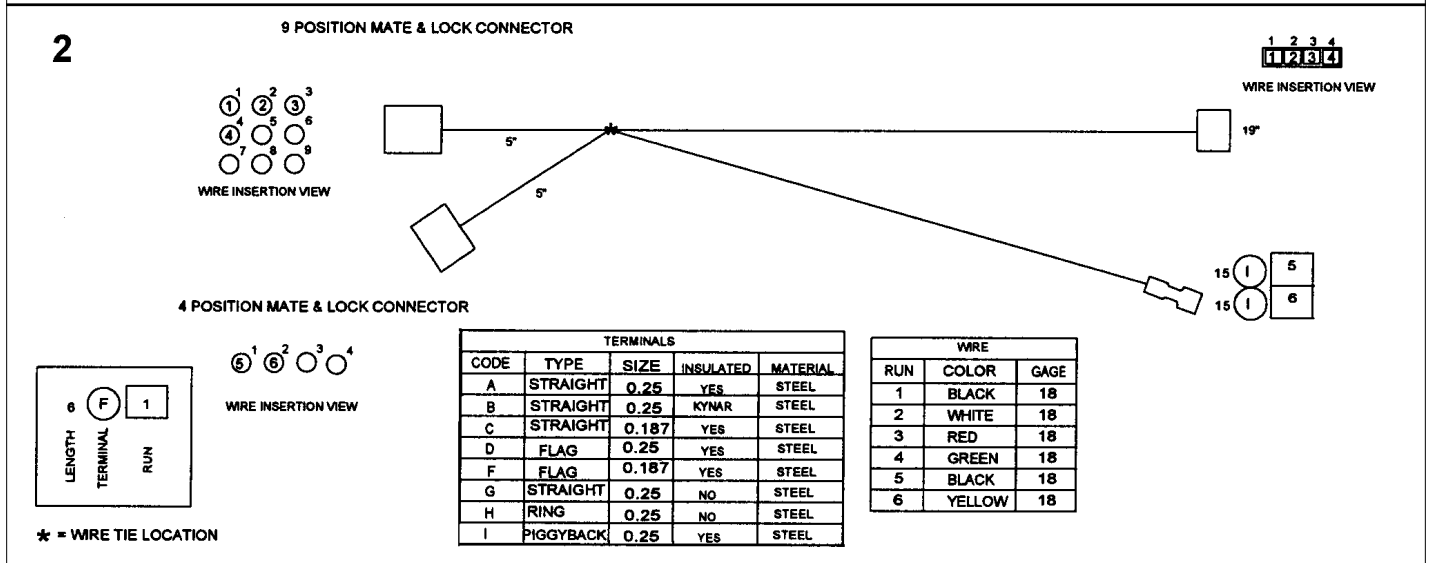 9 POSITION MATE & LOCK CONNECTOR
2
1 2 3 4
1 2 3 4
WIRE INSERTION VIEW
1 2 3
1 2 3
4 5 6
4
7 8 9
WIRE INSERTION VIEW
5"
19"
5"
15 I 5
15 I 6
4 POSITION MATE & LOCK CONNECTOR
1 2 3 4
5 6
WIRE INSERTION VIEW
6 F 1
LENGTH
TERMINAL
RUN
* = WIRE TIE LOCATION
TERMINALS
CODE TYPE SIZE INSULATED MATERIAL
A STRAIGHT 0.25 YES STEEL
B STRAIGHT 0.25 KYNAR STEEL
C STRAIGHT 0.187 YES STEEL
D FLAG 0.25 YES STEEL
F FLAG 0.187 YES STEEL
G STRAIGHT 0.25 NO STEEL
H RING 0.25 NO STEEL
I PIGGYBACK 0.25 YES STEEL
WIRE
RUN COLOR GAGE
1 BLACK 18
2 WHITE 18
3 RED 18
4 GREEN 18
5 BLACK 18
6 YELLOW 18